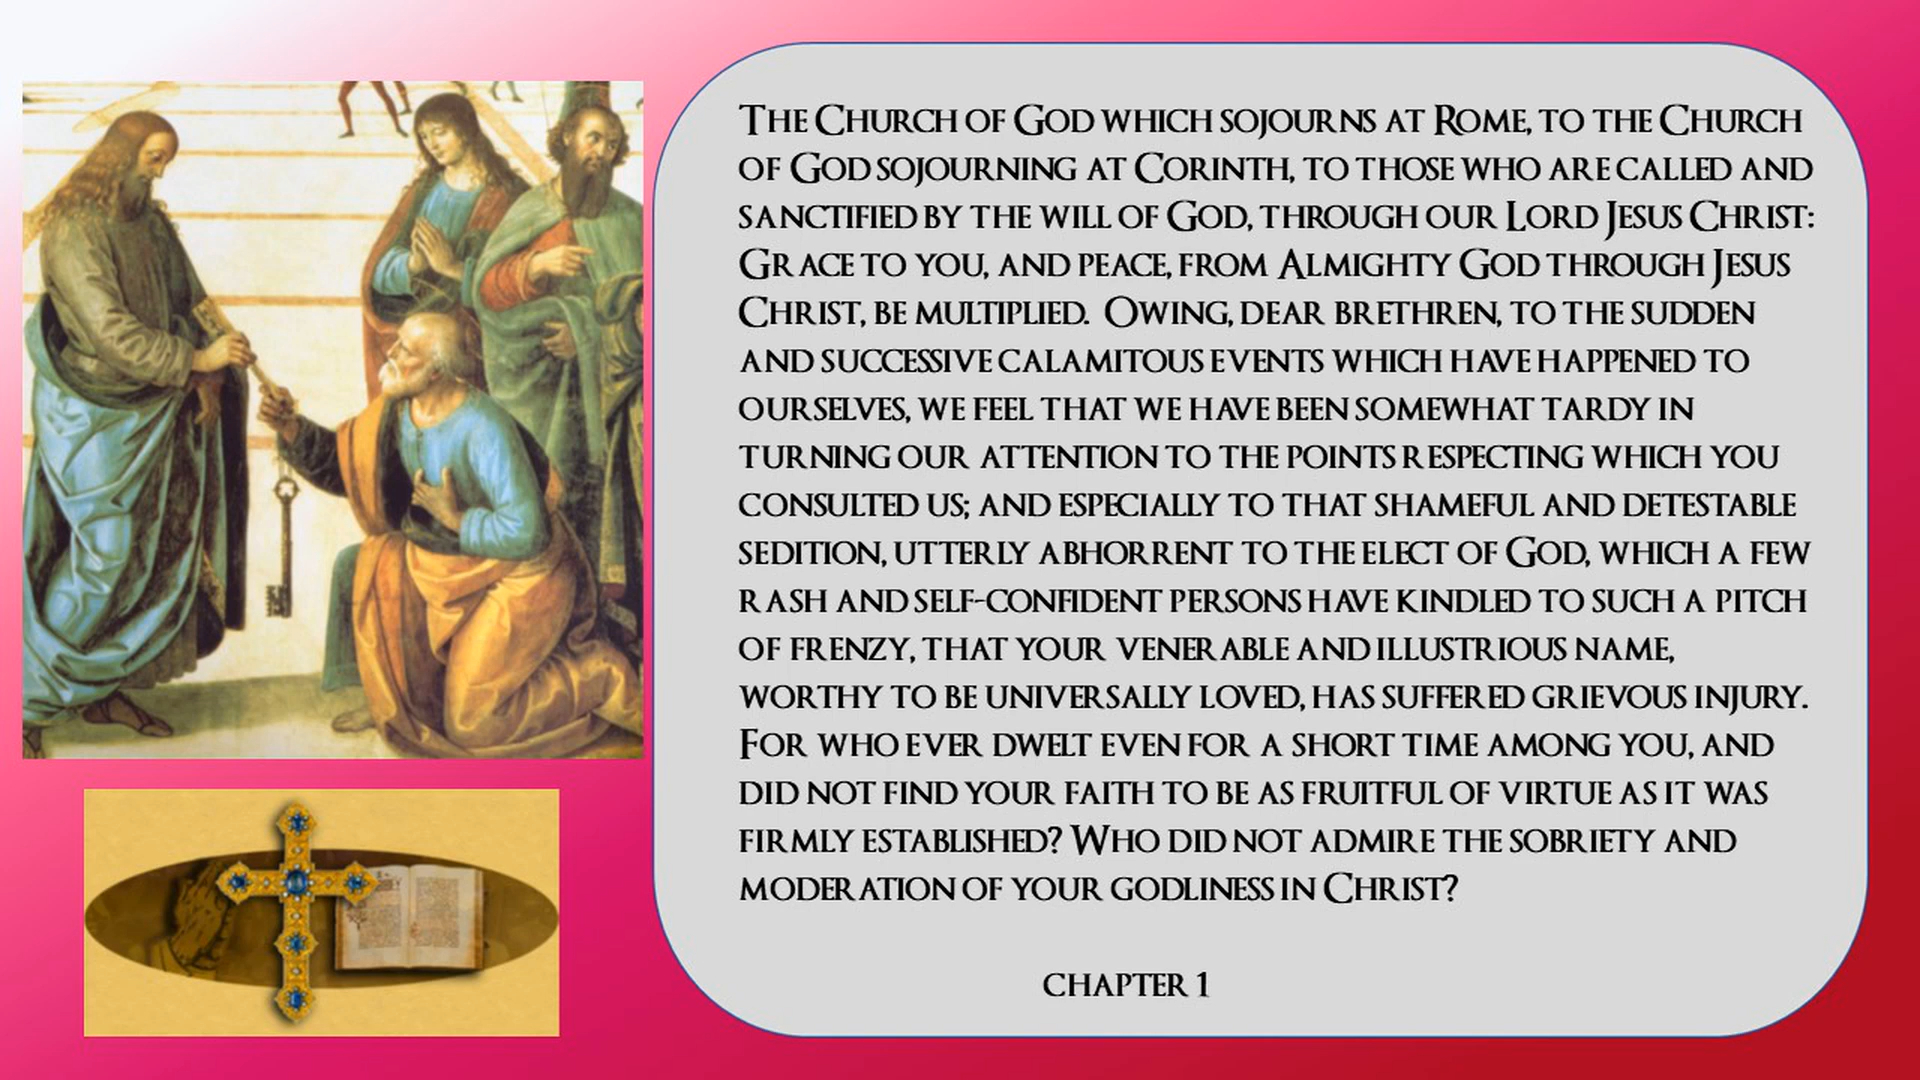 The Church of God which sojourns at Rome, to the Church
of God sojourning at Corinth, to those who are called and
sanctified by the will of God, through our Lord Jesus Christ:
Grace to you, and peace, from Almighty God through Jesus
Christ, be multiplied. Owing, dear brethren, to the sudden
and successive calamitous events which have happened to
ourselves, we feel that we have been somewhat tardy in
turning our attention to the points respecting which you
consulted us; and especially to that shameful and detestable
sedition, utterly abhorrent to the elect of God, which a few
rash and self-confident persons have kindled to such a pitch
of frenzy, that your venerable and illustrious name,
worthy to be universally loved, has suffered grievous injury.
For who ever dwelt even for a short time among you, and
did not find your faith to be as fruitful of virtue as it was
firmly established? Who did not admire the sobriety and
moderation of your godliness in Christ?
chapter 1